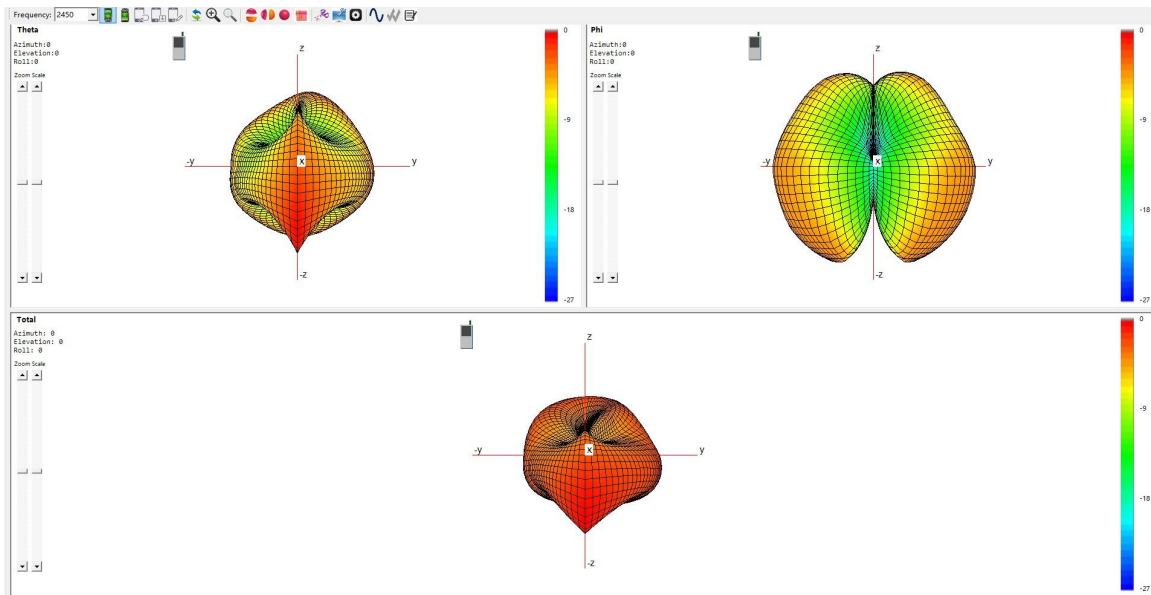 Frequency: 2450
Theta
Azimuth:0
Elevation:0
Roll:0
Zoom Scale
z
-y
x
y
-z
0
-9
-18
-27
Phi
Azimuth:0
Elevation:0
Roll:0
Zoom Scale
z
-y
x
y
-z
0
-9
-18
-27
Total
Azimuth: 0
Elevation: 0
Roll: 0
Zoom Scale
z
-y
x
y
-z
0
-9
-18
-27